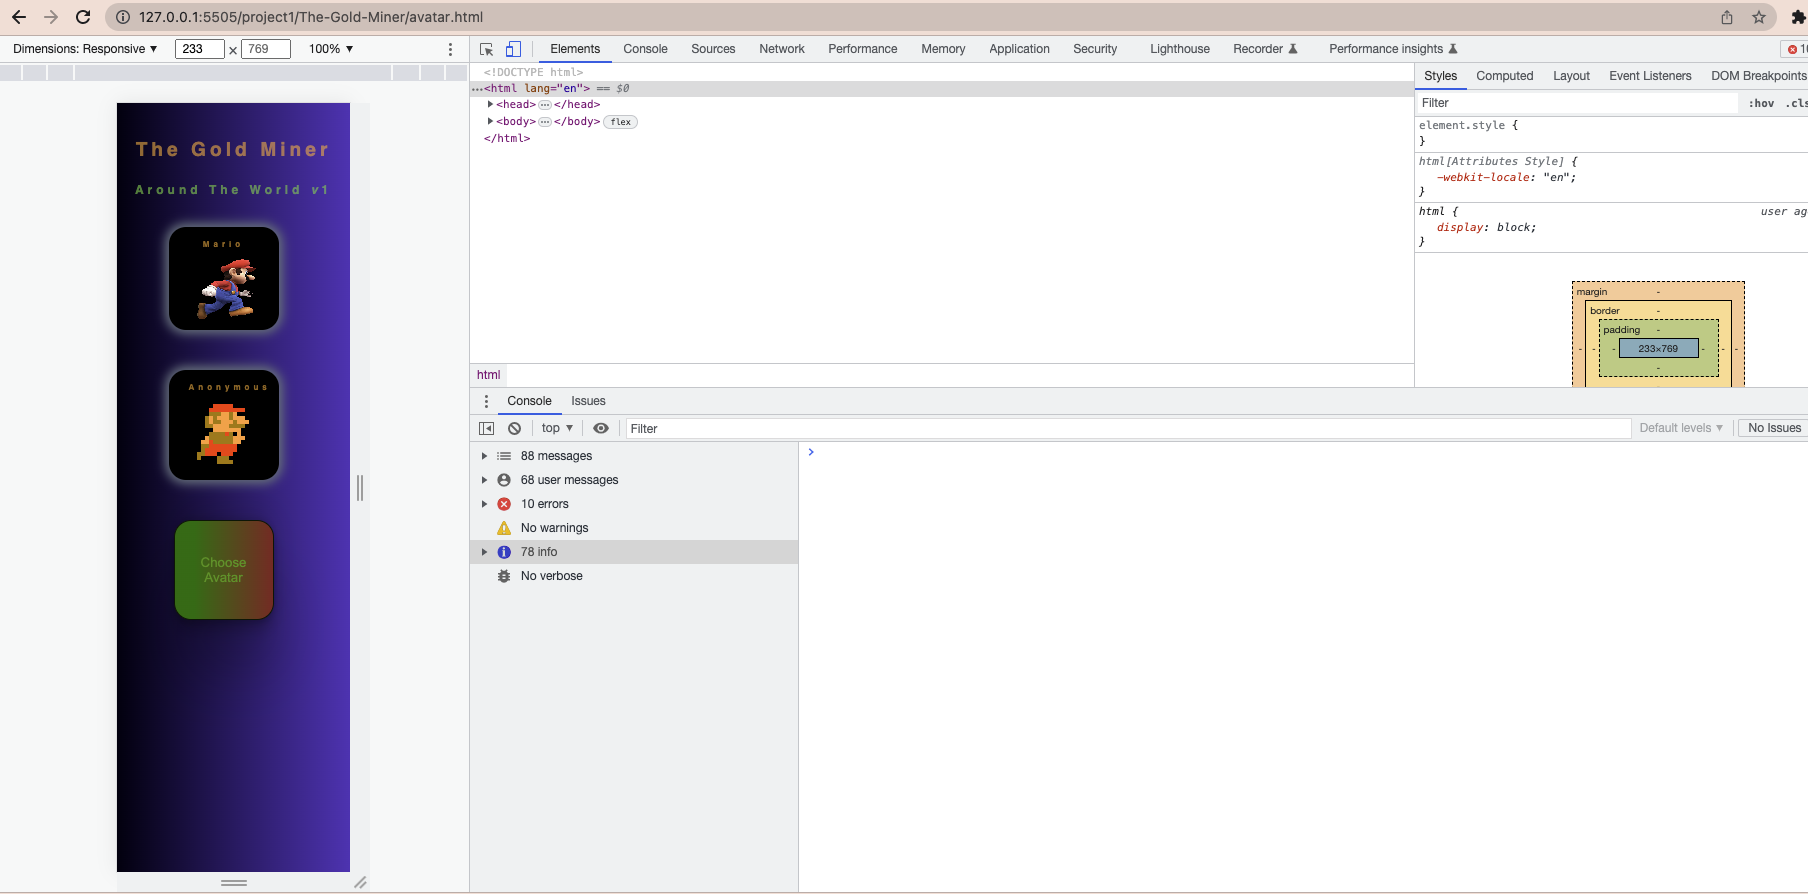 127.0.0.1:5505/project1/The-Gold-Miner/avatar.html
Dimensions: Responsive ▼ 233 × 769 100% ▼
Elements Console Sources Network Performance Memory Application Security Lighthouse Recorder Performance insights
<!DOCTYPE html>
<html lang="en"> == $0
<head> </head>
<body> </body> flex
</html>
html
Styles Computed Layout Event Listeners DOM Breakpoints
Filter :hov .cls
element.style {
}
html[Attributes Style] {
-webkit-locale: "en";
}
html { user ag
display: block;
}
margin -
border -
padding -
- - - 233×769 - - -
-
The Gold Miner
Around The World v1
Mario
Anonymous
Choose
Avatar
Console Issues
top ▼ Filter Default levels ▼ No Issues
88 messages
68 user messages
10 errors
No warnings
78 info
No verbose